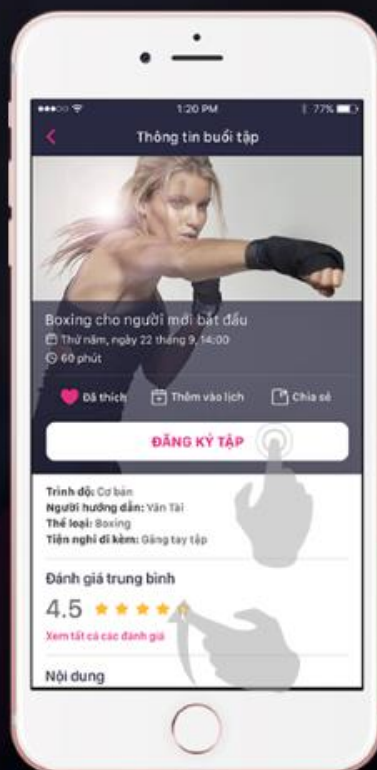 1:20 PM
77%
Thông tin buổi tập
Boxing cho người mới bắt đầu
Thứ năm, ngày 22 tháng 9, 14:00
60 phút
Đã thích
Thêm vào lịch
Chia sẻ
ĐĂNG KÝ TẬP
Trình độ: Cơ bản
Người hướng dẫn: Văn Tài
Thể loại: Boxing
Tiện nghi đi kèm: Găng tay tập
Đánh giá trung bình
4.5
Xem tất cả các đánh giá
Nội dung